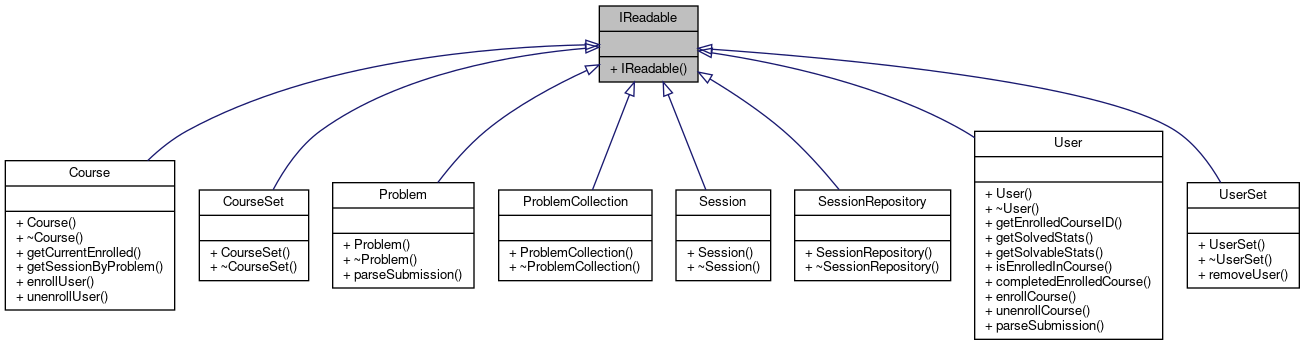 IReadable
+ IReadable()
Course
+ Course()
+ ~Course()
+ getCurrentEnrolled()
+ getSessionByProblem()
+ enrollUser()
+ unenrollUser()
CourseSet
+ CourseSet()
+ ~CourseSet()
Problem
+ Problem()
+ ~Problem()
+ parseSubmission()
ProblemCollection
+ ProblemCollection()
+ ~ProblemCollection()
Session
+ Session()
+ ~Session()
SessionRepository
+ SessionRepository()
+ ~SessionRepository()
User
+ User()
+ ~User()
+ getEnrolledCourseID()
+ getSolvedStats()
+ getSolvableStats()
+ isEnrolledInCourse()
+ completedEnrolledCourse()
+ enrollCourse()
+ unenrollCourse()
+ parseSubmission()
UserSet
+ UserSet()
+ ~UserSet()
+ removeUser()